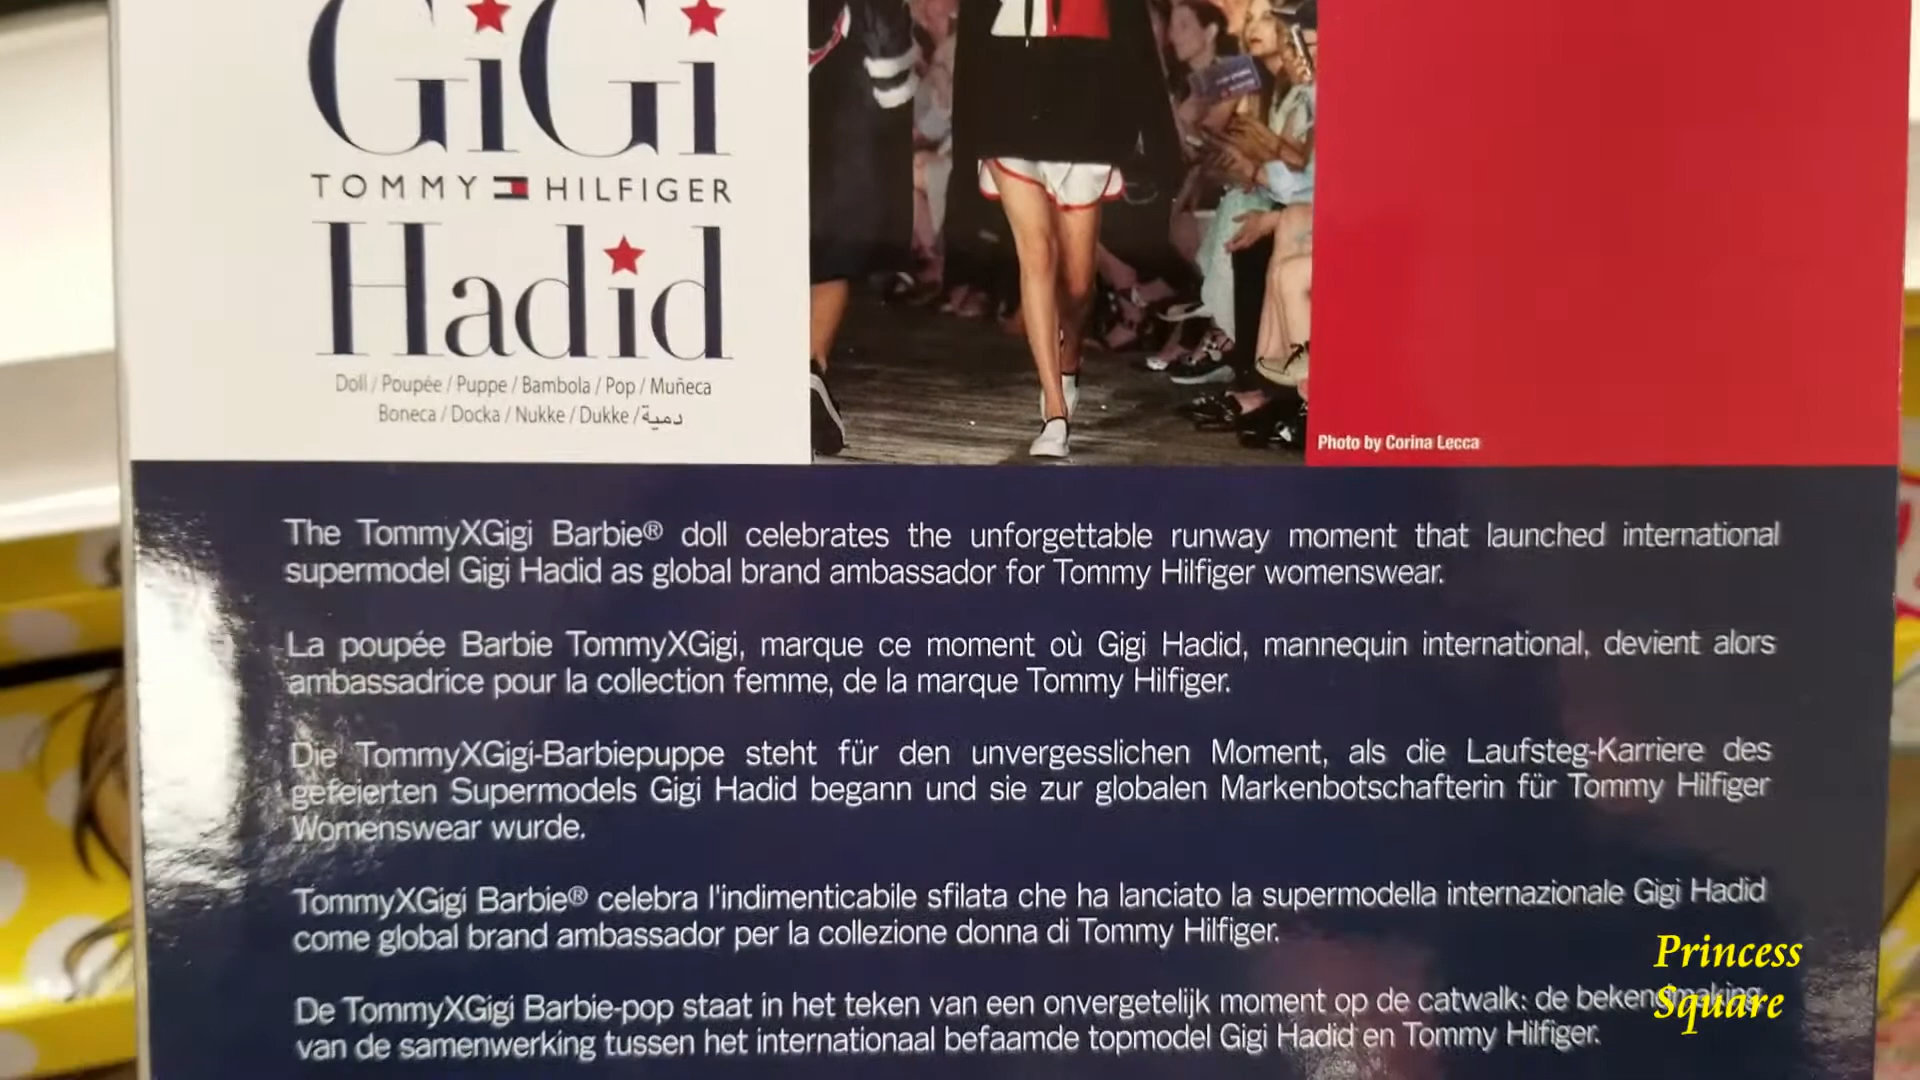 GiGi
TOMMY HILFIGER
Hadid
Doll / Poupée / Puppe / Bambola / Pop / Muñeca
Boneca / Docka / Nukke / Dukke / دمية
Photo by Corina Lecca
The TommyXGigi Barbie® doll celebrates the unforgettable runway moment that launched international
supermodel Gigi Hadid as global brand ambassador for Tommy Hilfiger womenswear.
La poupée Barbie TommyXGigi, marque ce moment où Gigi Hadid, mannequin international, devient alors
ambassadrice pour la collection femme, de la marque Tommy Hilfiger.
Die TommyXGigi-Barbiepuppe steht für den unvergesslichen Moment, als die Laufsteg-Karriere des
gefeierten Supermodels Gigi Hadid begann und sie zur globalen Markenbotschafterin für Tommy Hilfiger
Womenswear wurde.
TommyXGigi Barbie® celebra l'indimenticabile sfilata che ha lanciato la supermodella internazionale Gigi Hadid
come global brand ambassador per la collezione donna di Tommy Hilfiger.
De TommyXGigi Barbie-pop staat in het teken van een onvergetelijk moment op de catwalk: de bekendmaking
van de samenwerking tussen het internationaal befaamde topmodel Gigi Hadid en Tommy Hilfiger.
Princess
Square